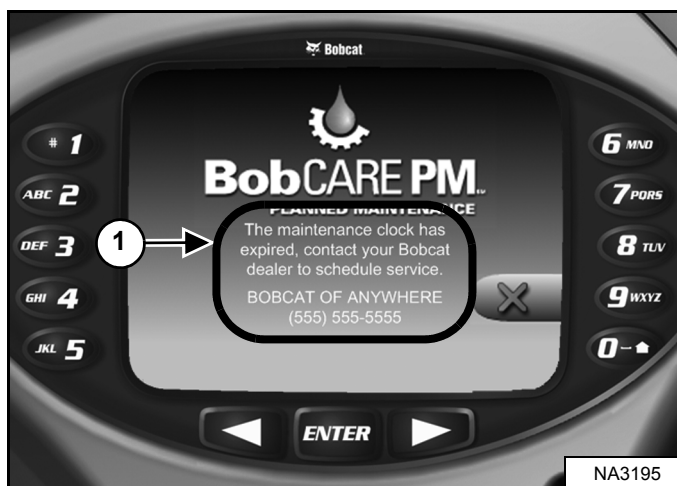 Bobcat
# 1
ABC 2
DEF 3
GHI 4
JKL 5
6 MNO
7 PQRS
8 TUV
9 WXYZ
0-
BobCARE PM
SM
PLANNED MAINTENANCE
The maintenance clock has
expired, contact your Bobcat
dealer to schedule service.
BOBCAT OF ANYWHERE
(555) 555-5555
1
ENTER
NA3195